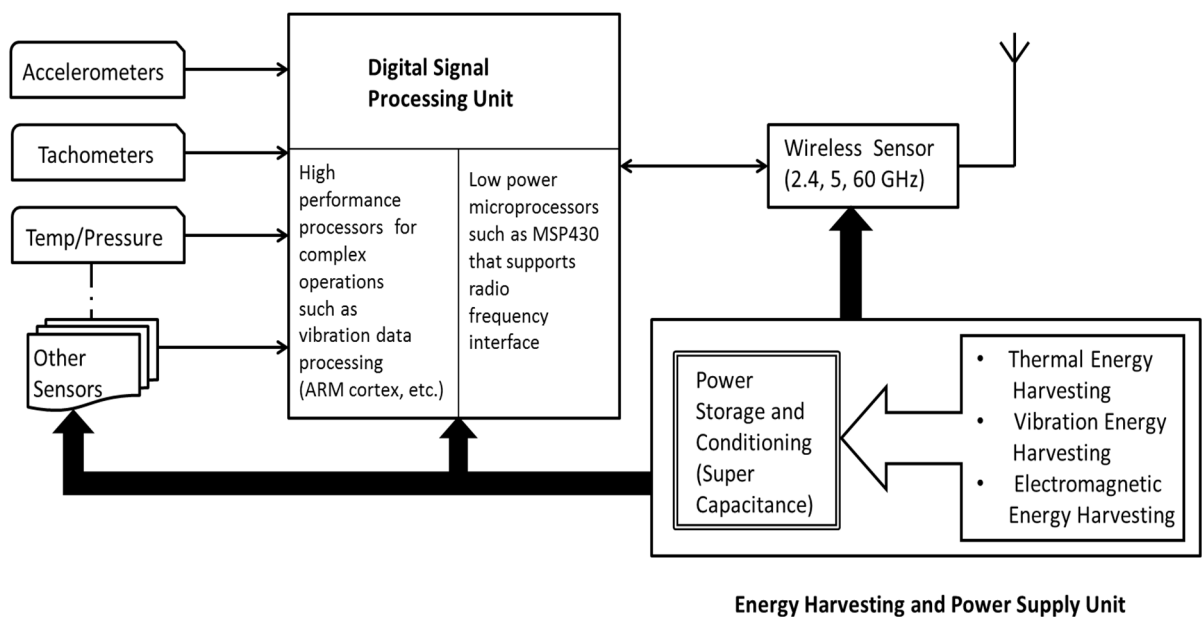 Accelerometers
Tachometers
Temp/Pressure
Other
Sensors
Digital Signal
Processing Unit
High
performance
processors for
complex
operations
such as
vibration data
processing
(ARM cortex, etc.)
Low power
microprocessors
such as MSP430
that supports
radio
frequency
interface
Wireless Sensor
(2.4, 5, 60 GHz)
Power
Storage and
Conditioning
(Super
Capacitance)
• Thermal Energy
Harvesting
• Vibration Energy
Harvesting
• Electromagnetic
Energy Harvesting
Energy Harvesting and Power Supply Unit